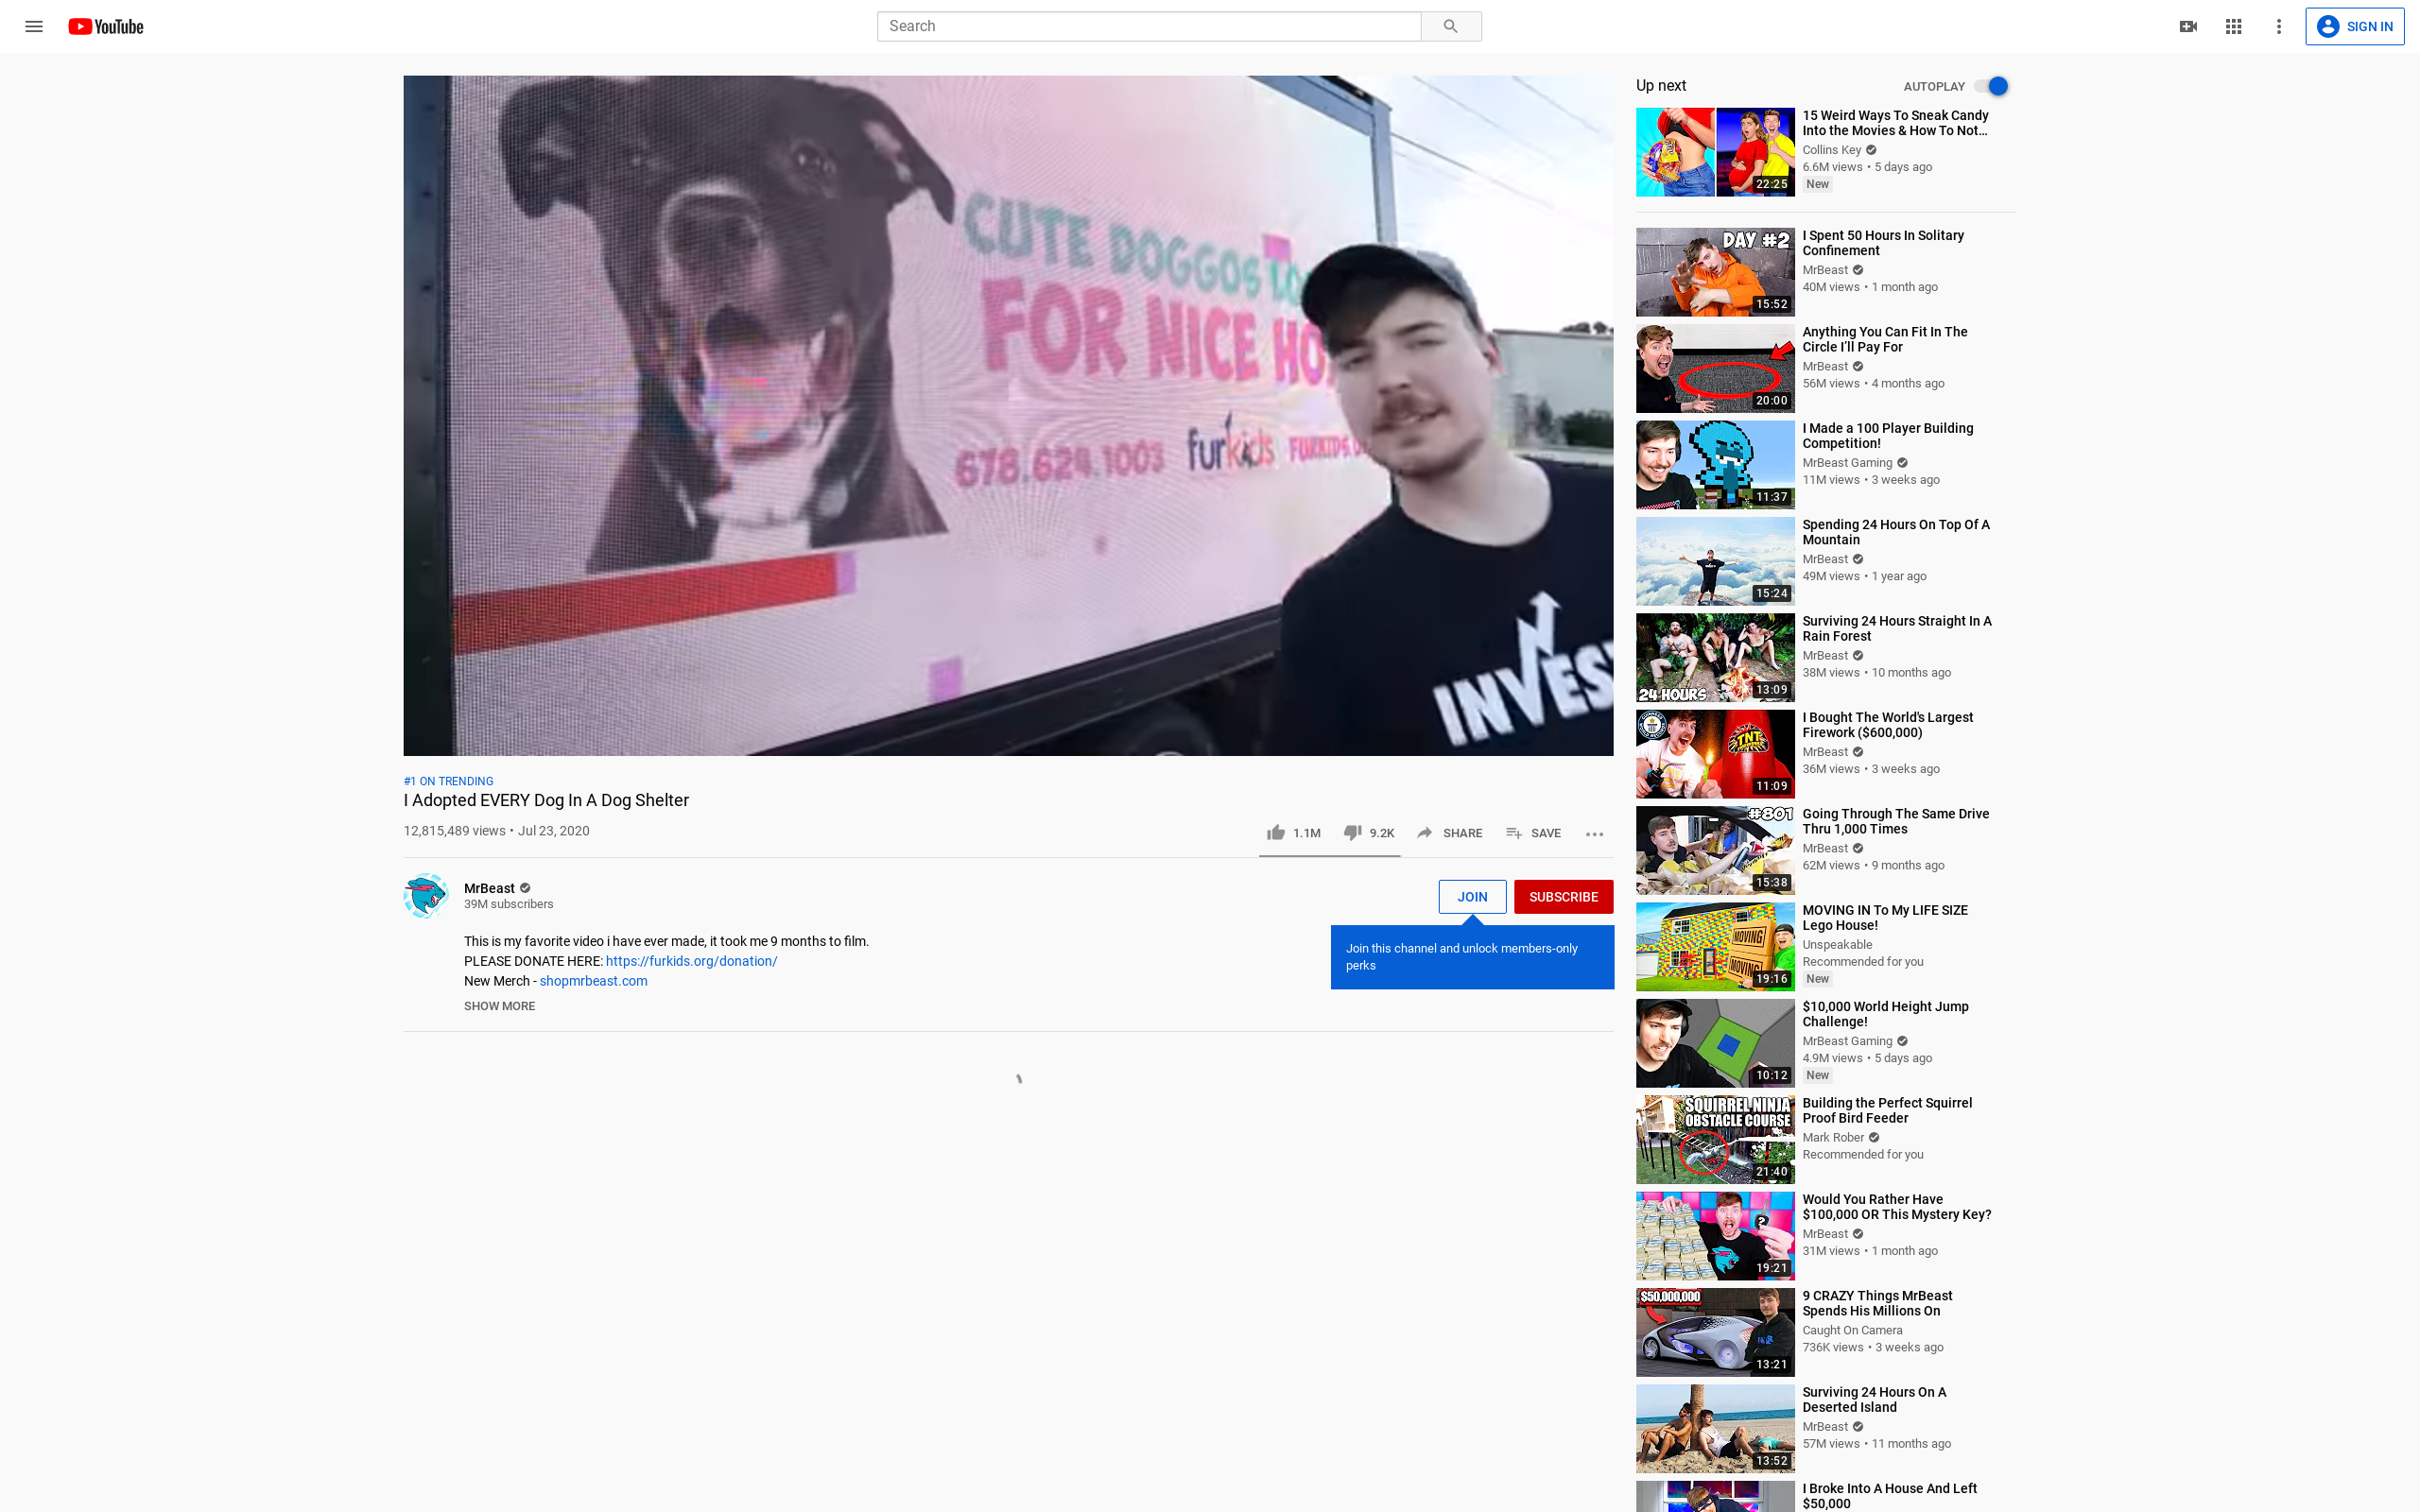 YouTube
Search
SIGN IN
CUTE DOGGOS
FOR NICE
678.624.1003 furkids
INVEST
#1 ON TRENDING
I Adopted EVERY Dog In A Dog Shelter
12,815,489 views • Jul 23, 2020
1.1M 9.2K SHARE SAVE
MrBeast
39M subscribers
JOIN SUBSCRIBE
Join this channel and unlock members-only
perks
This is my favorite video i have ever made, it took me 9 months to film.
PLEASE DONATE HERE: https://furkids.org/donation/
New Merch - shopmrbeast.com
SHOW MORE
Up next AUTOPLAY
22:25
15 Weird Ways To Sneak Candy
Into the Movies & How To Not...
Collins Key
6.6M views • 5 days ago
New
DAY #2
15:52
I Spent 50 Hours In Solitary
Confinement
MrBeast
40M views • 1 month ago
20:00
Anything You Can Fit In The
Circle I'll Pay For
MrBeast
56M views • 4 months ago
11:37
I Made a 100 Player Building
Competition!
MrBeast Gaming
11M views • 3 weeks ago
15:24
Spending 24 Hours On Top Of A
Mountain
MrBeast
49M views • 1 year ago
24 HOURS
13:09
Surviving 24 Hours Straight In A
Rain Forest
MrBeast
38M views • 10 months ago
TNT
11:09
I Bought The World's Largest
Firework ($600,000)
MrBeast
36M views • 3 weeks ago
#801
15:38
Going Through The Same Drive
Thru 1,000 Times
MrBeast
62M views • 9 months ago
MOVING
MOVING
19:16
MOVING IN To My LIFE SIZE
Lego House!
Unspeakable
Recommended for you
New
10:12
$10,000 World Height Jump
Challenge!
MrBeast Gaming
4.9M views • 5 days ago
New
SQUIRREL NINJA
OBSTACLE COURSE
21:40
Building the Perfect Squirrel
Proof Bird Feeder
Mark Rober
Recommended for you
?
19:21
Would You Rather Have
$100,000 OR This Mystery Key?
MrBeast
31M views • 1 month ago
$50,000,000
13:21
9 CRAZY Things MrBeast
Spends His Millions On
Caught On Camera
736K views • 3 weeks ago
13:52
Surviving 24 Hours On A
Deserted Island
MrBeast
57M views • 11 months ago
I Broke Into A House And Left
$50,000